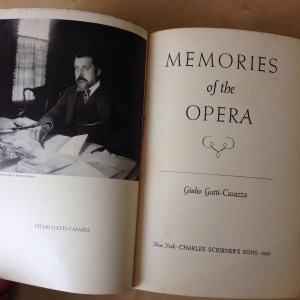 GIULIO GATTI-CASAZZA
MEMORIES
of the
OPERA
Giulio Gatti-Casazza
New York · CHARLES SCRIBNER'S SONS · 1941